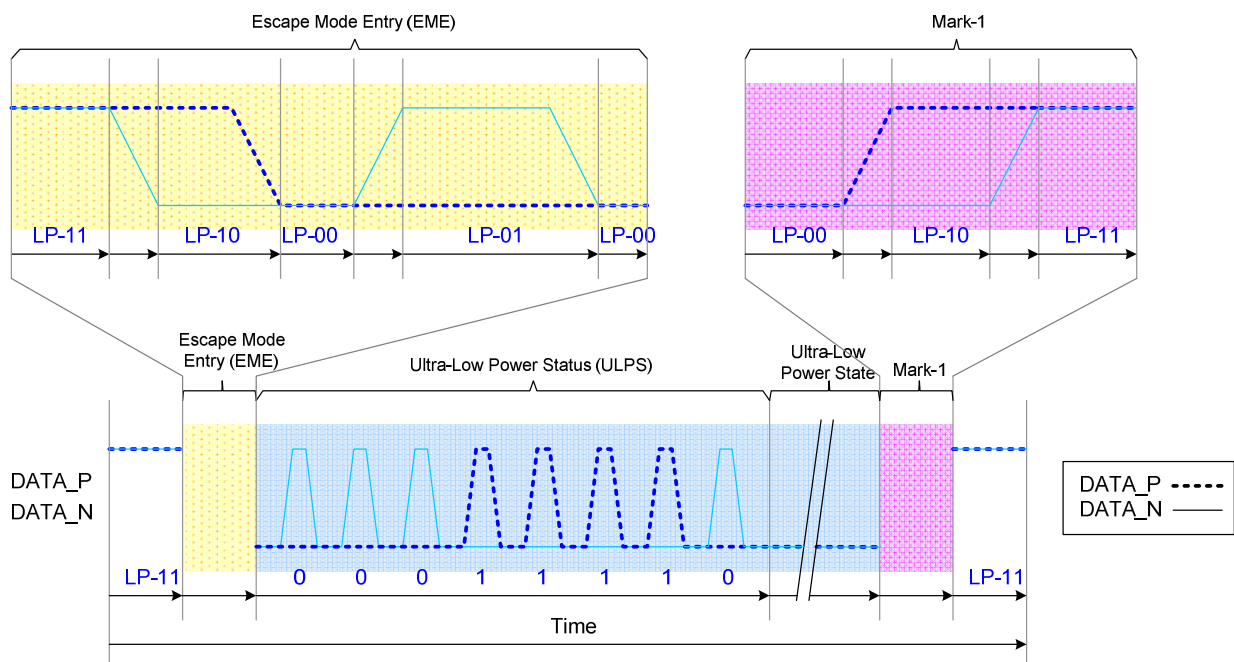 Escape Mode Entry (EME)
Mark-1
LP-11
LP-10
LP-00
LP-01
LP-00
LP-00
LP-10
LP-11
Escape Mode
Entry (EME)
Ultra-Low Power Status (ULPS)
Ultra-Low
Power State
Mark-1
DATA_P
DATA_N
DATA_P
DATA_N
LP-11
0
0
0
1
1
1
1
0
LP-11
Time